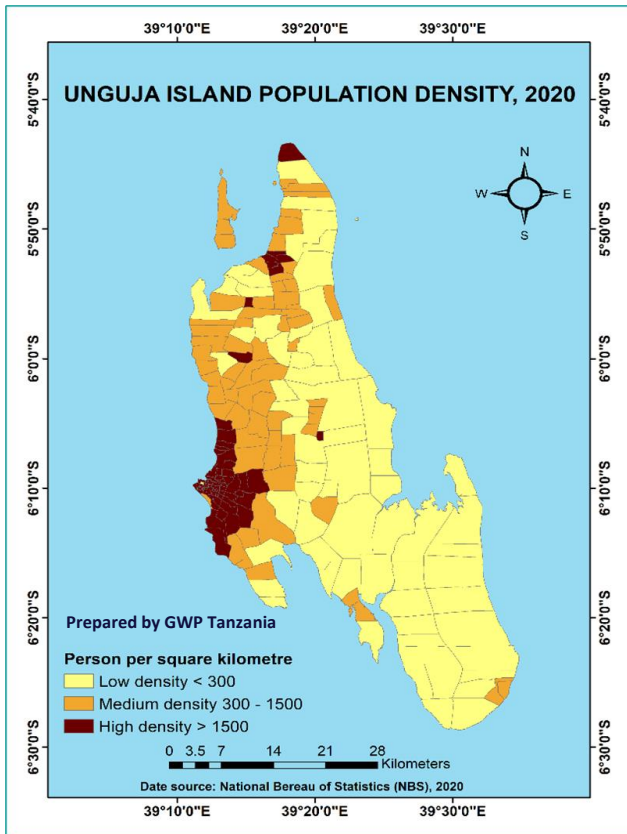 39°10'0"E 39°20'0"E 39°30'0"E
UNGUJA ISLAND POPULATION DENSITY, 2020
N
W E
S
5°40'0"S
5°50'0"S
6°0'0"S
6°10'0"S
6°20'0"S
6°30'0"S
5°40'0"S
5°50'0"S
6°0'0"S
6°10'0"S
6°20'0"S
6°30'0"S
Prepared by GWP Tanzania
Person per square kilometre
Low density < 300
Medium density 300 - 1500
High density > 1500
0 3.5 7 14 21 28
Kilometers
Date source: National Bereau of Statistics (NBS), 2020
39°10'0"E 39°20'0"E 39°30'0"E